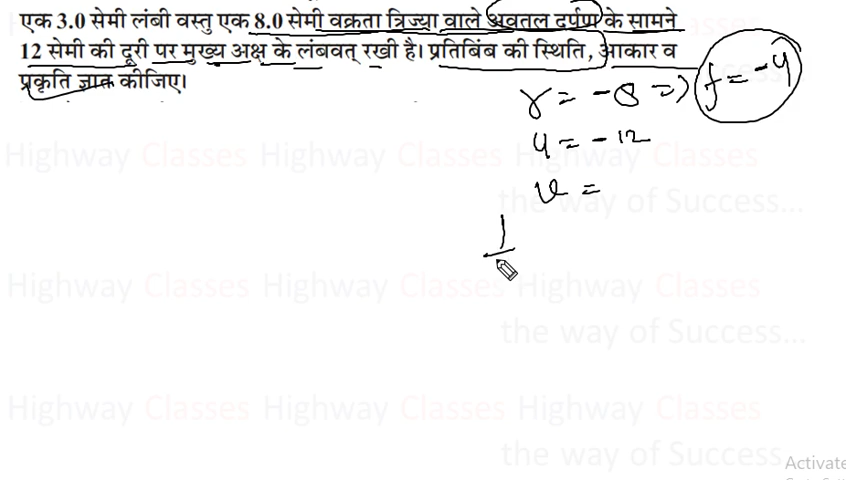 एक 3.0 सेमी लंबी वस्तु एक 8.0 सेमी वक्रता त्रिज्या वाले अवतल दर्पण के सामने
12 सेमी की दूरी पर मुख्य अक्ष के लंबवत् रखी है। प्रतिबिंब की स्थिति, आकार व
प्रकृति ज्ञात कीजिए।
r = -8 => f = -4
u = -12
v =
1
Highway Classes Highway Classes Highway Classes
the way of Success...
Highway Classes Highway Classes Highway Classes
the way of Success...
Highway Classes Highway Classes Highway Classes
the way of Success...
Activate